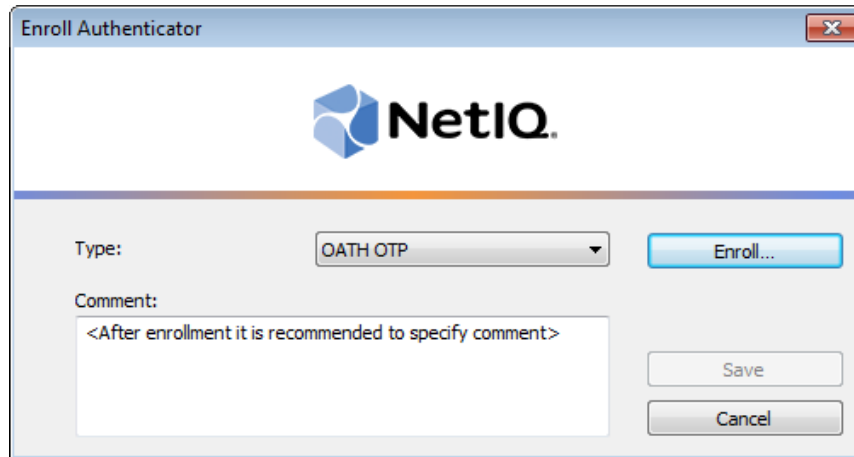 Enroll Authenticator
NetIQ.
Type:
OATH OTP
Enroll...
Comment:
<After enrollment it is recommended to specify comment>
Save
Cancel